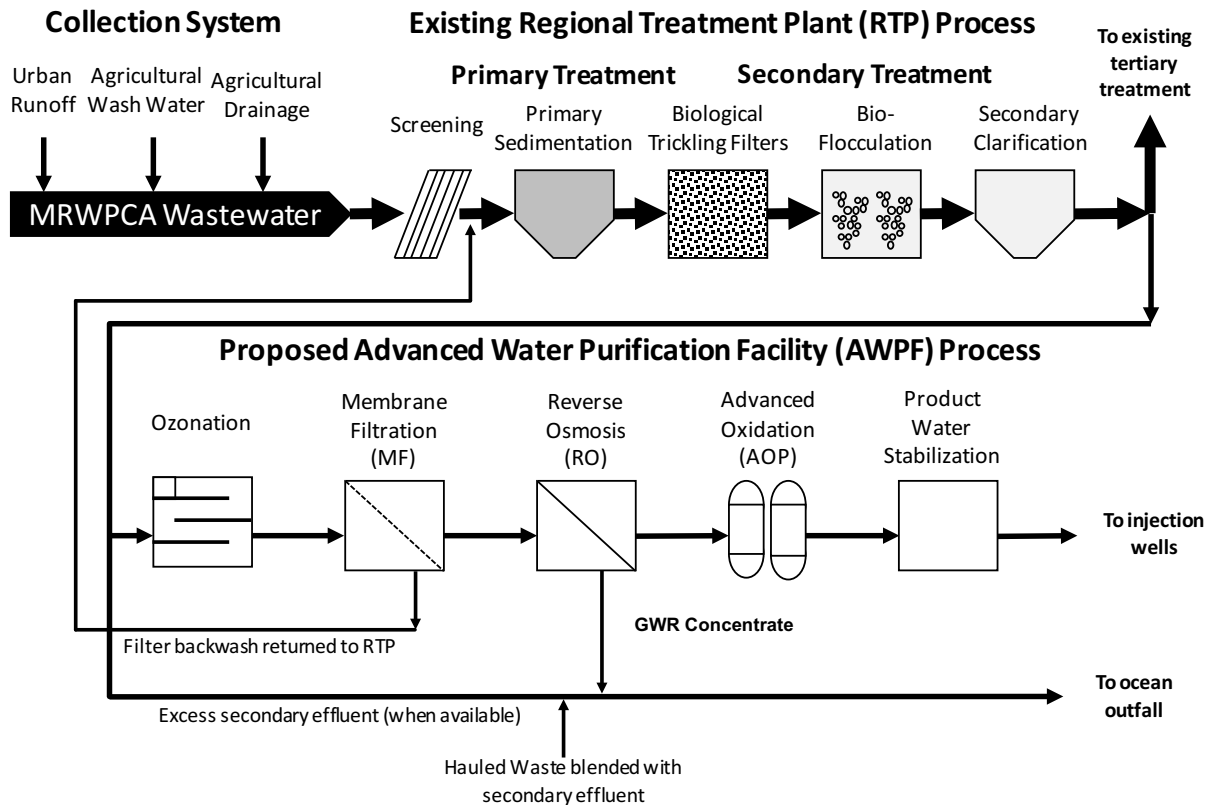 Collection System
Existing Regional Treatment Plant (RTP) Process
To existing
tertiary
treatment
Urban
Runoff
Agricultural
Wash Water
Agricultural
Drainage
Primary Treatment
Secondary Treatment
Screening
Primary
Sedimentation
Biological
Trickling Filters
Bio-
Flocculation
Secondary
Clarification
MRWPCA Wastewater
Proposed Advanced Water Purification Facility (AWPF) Process
Ozonation
Membrane
Filtration
(MF)
Reverse
Osmosis
(RO)
Advanced
Oxidation
(AOP)
Product
Water
Stabilization
To injection
wells
GWR Concentrate
Filter backwash returned to RTP
Excess secondary effluent (when available)
To ocean
outfall
Hauled Waste blended with
secondary effluent